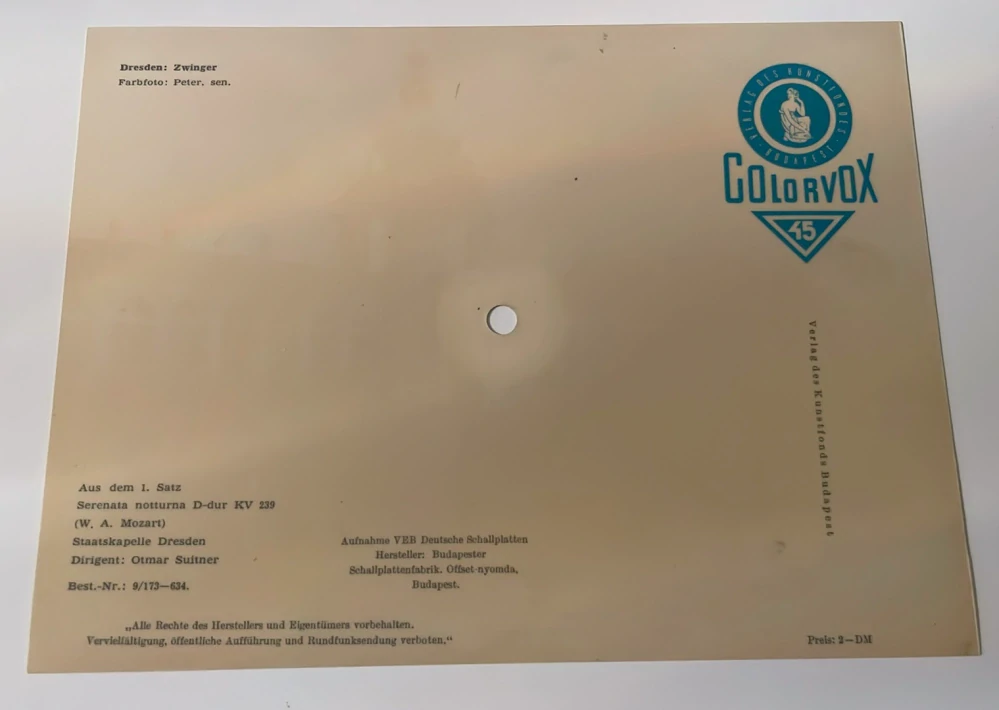 Dresden: Zwinger
Farbfoto: Peter. sen.
VERLAG DES KUNSTFONDES
BUDAPEST
COLORVOX
45
Verlag des Kunstfonds Budapest
Aus dem 1. Satz
Serenata notturna D-dur KV 239
(W. A. Mozart)
Staatskapelle Dresden
Dirigent: Otmar Suitner
Best.-Nr.: 9/173—634.
Aufnahme VEB Deutsche Schallplatten
Hersteller: Budapester
Schallplattenfabrik. Offset-nyomda,
Budapest.
„Alle Rechte des Herstellers und Eigentümers vorbehalten.
Vervielfältigung, öffentliche Aufführung und Rundfunksendung verboten.“
Preis: 2—DM